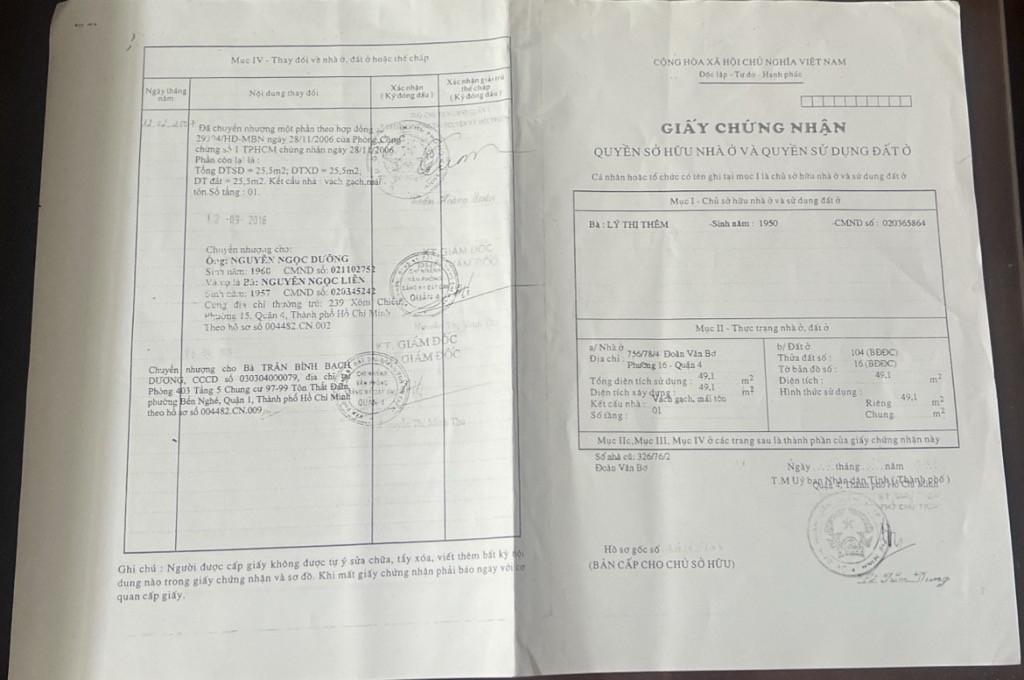 Mục IV - Thay đổi về nhà ở, đất ở hoặc thế chấp
Ngày tháng năm
Nội dung thay đổi
Xác nhận
(Ký đóng dấu)
Xác nhận giải trừ thế chấp
(Ký đóng dấu)
Đã chuyển nhượng một phần theo hợp đồng
/HĐ-MBN ngày 28/11/2006 của Phòng Công
chứng số 1 TPHCM chứng nhận ngày 28/11/2006.
Phần còn lại là :
Tổng DTSD = 25,5m2; DTXD = 25,5m2;
DT đất = 25,5m2. Kết cấu nhà : vách gạch, mái
tôn. Số tầng : 01.
12 -09- 2016
Chuyển nhượng cho:
Ông: NGUYỄN NGỌC DƯỠNG
Sinh năm: 1960 CMND số: 021102752
Và vợ là Bà: NGUYỄN NGỌC LIÊN
Sinh năm: 1957 CMND số: 020345242
Cùng địa chỉ thường trú: 239 Xóm Chiếu,
Phường 15, Quận 4, Thành phố Hồ Chí Minh
Theo hồ sơ số 004482.CN.002
KT. GIÁM ĐỐC
QUẬN 4
KT. GIÁM ĐỐC
GIÁM ĐỐC
Chuyển nhượng cho Bà TRẦN BÌNH BẠCH
DƯƠNG, CCCD số 030304000079, địa chỉ tại
Phòng 403 Tầng 5 Chung cư 97-99 Tôn Thất Đạm,
phường Bến Nghé, Quận 1, Thành phố Hồ Chí Minh
theo hồ sơ số 004482.CN.009
Ghi chú : Người được cấp giấy không được tự ý sửa chữa, tẩy xóa, viết thêm bất kỳ nội
dung nào trong giấy chứng nhận và sơ đồ. Khi mất giấy chứng nhận phải báo ngay với cơ
quan cấp giấy.
CỘNG HÒA XÃ HỘI CHỦ NGHĨA VIỆT NAM
Độc lập - Tự do - Hạnh phúc
GIẤY CHỨNG NHẬN
QUYỀN SỞ HỮU NHÀ Ở VÀ QUYỀN SỬ DỤNG ĐẤT Ở
Cá nhân hoặc tổ chức có tên ghi tại mục I là chủ sở hữu nhà ở và sử dụng đất ở
Mục I - Chủ sở hữu nhà ở và sử dụng đất ở
Bà : LÝ THỊ THÊM -Sinh năm : 1950 -CMND số : 020365864
Mục II - Thực trạng nhà ở, đất ở
a/ Nhà ở
Địa chỉ : 756/78/4 Đoàn Văn Bơ
Phường 16 - Quận 4
Tổng diện tích sử dụng : 49,1 m2
Diện tích xây dựng : 49,1 m2
Kết cấu nhà : Vách gạch, mái tôn
Số tầng : 01
b/ Đất ở
Thửa đất số : 104 (BĐĐC)
Tờ bản đồ số : 16 (BĐĐC)
Diện tích : 49,1 m2
Hình thức sử dụng :
Riêng 49,1 m2
Chung m2
Mục IIc, Mục III, Mục IV ở các trang sau là thành phần của giấy chứng nhận này
Số nhà cũ: 326/76/2
Đoàn Văn Bơ
Ngày tháng năm
T.M Uỷ ban Nhân dân Tỉnh ( Thành phố )
Quận 4, Thành phố Hồ Chí Minh
PHÓ CHỦ TỊCH
Hồ sơ gốc số
(BẢN CẤP CHO CHỦ SỞ HỮU)